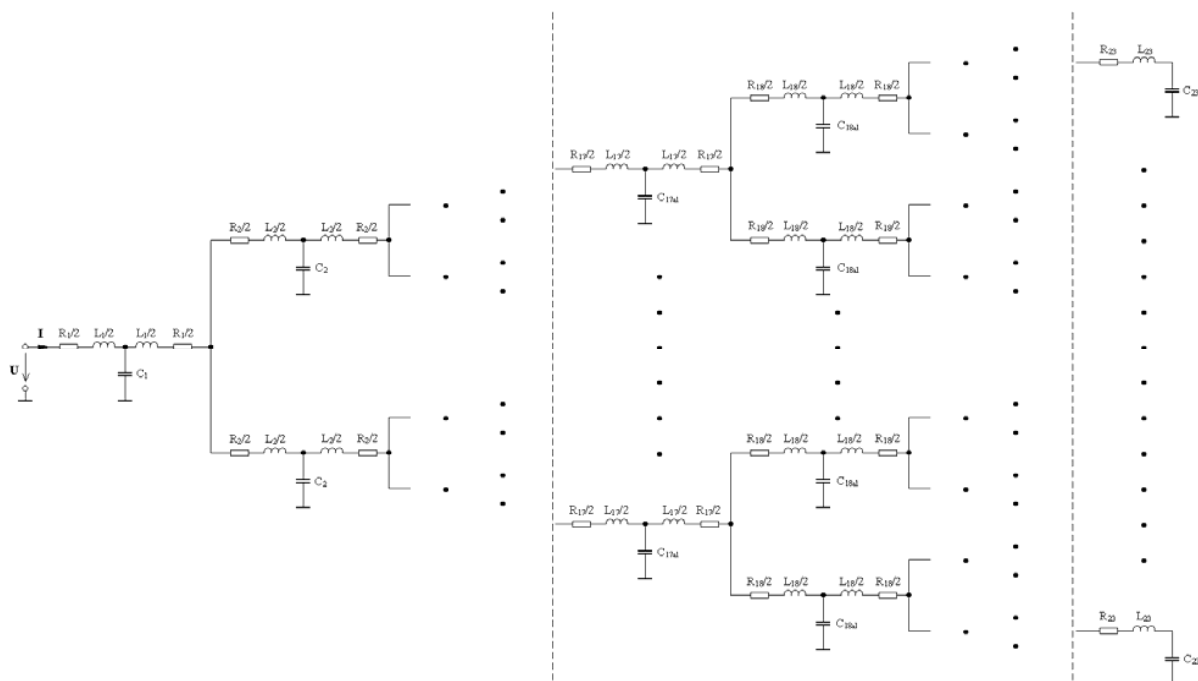 R23 L23
C23
R18/2 L18/2 L18/2 R18/2
C18al
R17/2 L17/2 L17/2 R17/2
C17al
R18/2 L18/2 L18/2 R18/2
C18al
R2/2 L2/2 L2/2 R2/2
C2
I R1/2 L1/2 L1/2 R1/2
U
C1
R2/2 L2/2 L2/2 R2/2
C2
R18/2 L18/2 L18/2 R18/2
C18al
R17/2 L17/2 L17/2 R17/2
C17al
R18/2 L18/2 L18/2 R18/2
C18al
R23 L23